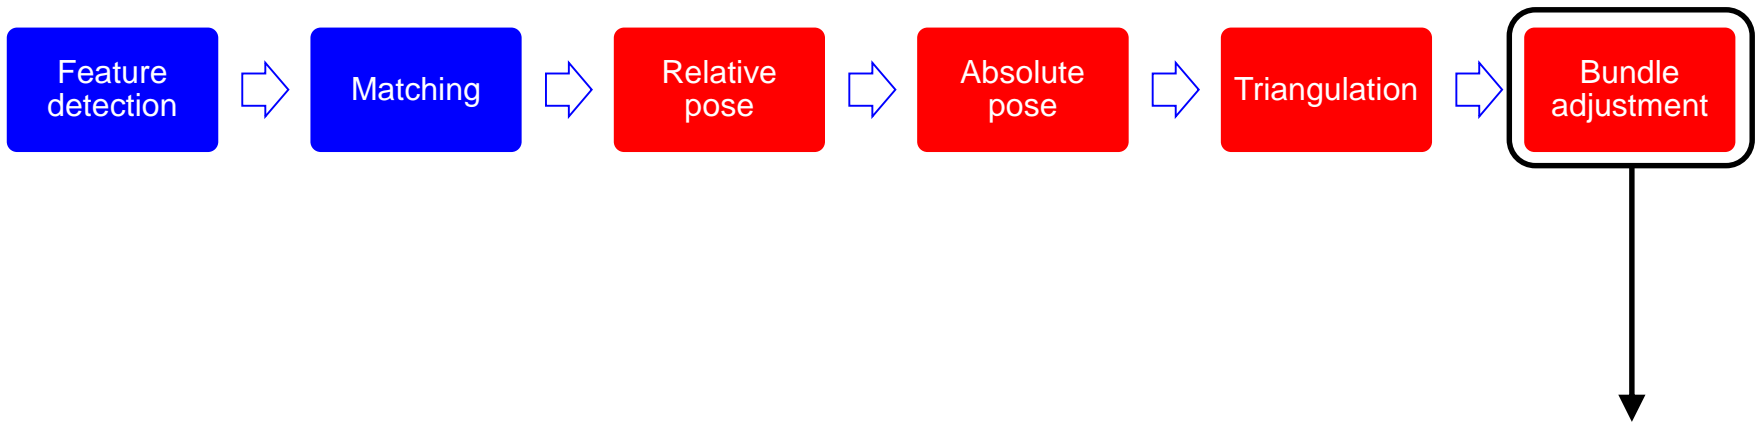 Feature
detection
Matching
Relative
pose
Absolute
pose
Triangulation
Bundle
adjustment